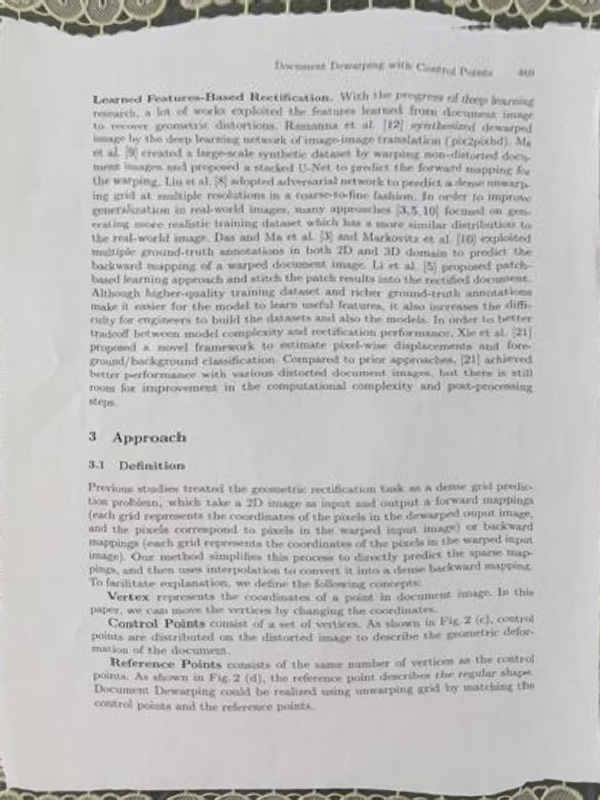 Document Dewarping with Control Points 469
Learned Features-Based Rectification. With the progress of deep learning
research, a lot of works exploited the features learned from document image
to recover geometric distortions. Ramanna et al. [12] synthesized dewarped
image by the deep learning network of image-image translation (pix2pixhd). Ma
et al. [9] created a large-scale synthetic dataset by warping non-distorted docu-
ment images and proposed a stacked U-Net to predict the forward mapping for
the warping. Liu et al. [8] adopted adversarial network to predict a dense unwarp-
ing grid at multiple resolutions in a coarse-to-fine fashion. In order to improve
generalization in real-world images, many approaches [3,5,10] focused on gen-
erating more realistic training dataset which has a more similar distribution to
the real-world image. Das and Ma et al. [3] and Markovitz et al. [10] exploited
multiple ground-truth annotations in both 2D and 3D domain to predict the
backward mapping of a warped document image. Li et al. [5] proposed patch-
based learning approach and stitch the patch results into the rectified document.
Although higher-quality training dataset and richer ground-truth annotations
make it easier for the model to learn useful features, it also increases the diffi-
culty for engineers to build the datasets and also the models. In order to better
tradeoff between model complexity and rectification performance, Xie et al. [21]
proposed a novel framework to estimate pixel-wise displacements and fore-
ground/background classification. Compared to prior approaches, [21] achieved
better performance with various distorted document images, but there is still
room for improvement in the computational complexity and post-processing
steps.
3 Approach
3.1 Definition
Previous studies treated the geometric rectification task as a dense grid predic-
tion problem, which take a 2D image as input and output a forward mappings
(each grid represents the coordinates of the pixels in the dewarped ouput image,
and the pixels correspond to pixels in the warped input image) or backward
mappings (each grid represents the coordinates of the pixels in the warped input
image). Our method simplifies this process to directly predict the sparse map-
pings, and then uses interpolation to convert it into a dense backward mapping.
To facilitate explanation, we define the following concepts:
Vertex represents the coordinates of a point in document image. In this
paper, we can move the vertices by changing the coordinates.
Control Points consist of a set of vertices. As shown in Fig. 2 (c), control
points are distributed on the distorted image to describe the geometric defor-
mation of the document.
Reference Points consists of the same number of vertices as the control
points. As shown in Fig. 2 (d), the reference point describes the regular shape.
Document Dewarping could be realized using unwarping grid by matching the
control points and the reference points.